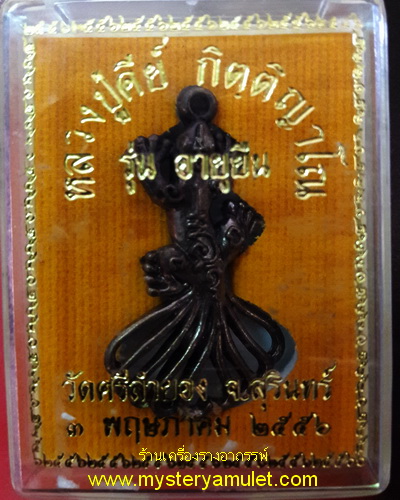 หลวงปู่คีย์ กิตติญาโณ
รุ่น อายุยืน
วัดศรีลำยอง จ.สุรินทร์
๓ พฤษภาคม ๒๕๕๖
ร้านเครื่องรางอาถรรพ์
www.mysteryamulet.com